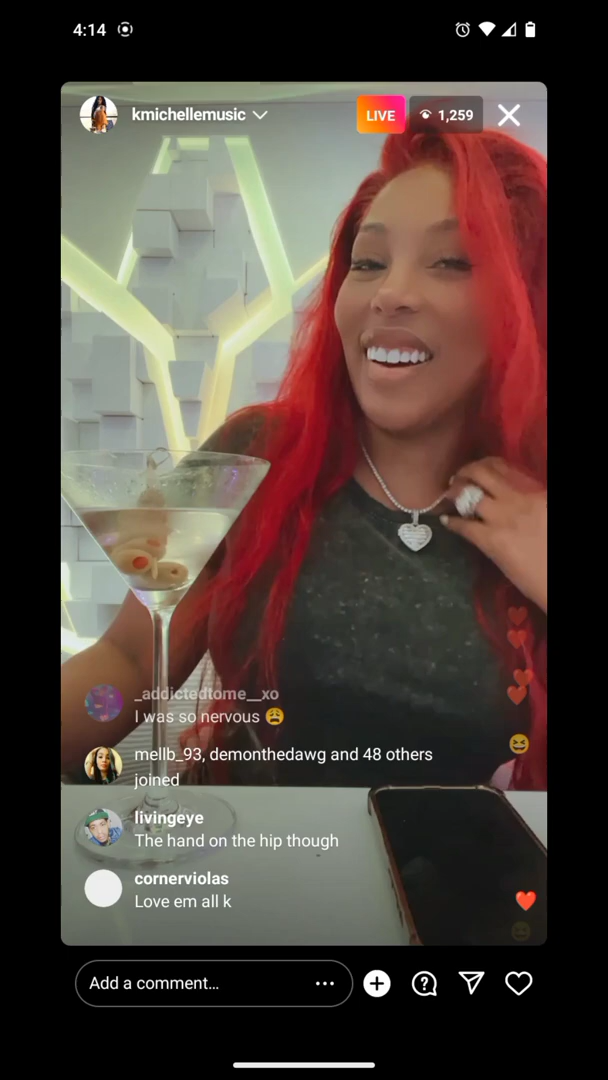 4:14
kmichellemusic
LIVE
1,259
_addictedtome__xo
I was so nervous 😩
mellb_93, demonthedawg and 48 others
joined
livingeye
The hand on the hip though
cornerviolas
Love em all k
Add a comment…